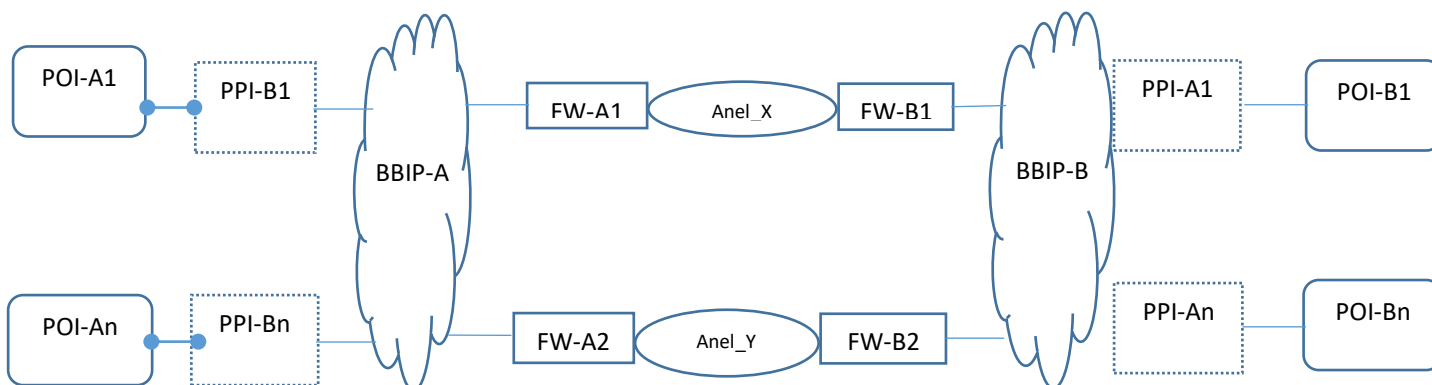 POI-A1
PPI-B1
FW-A1
Anel_X
FW-B1
PPI-A1
POI-B1
BBIP-A
BBIP-B
POI-An
PPI-Bn
FW-A2
Anel_Y
FW-B2
PPI-An
POI-Bn